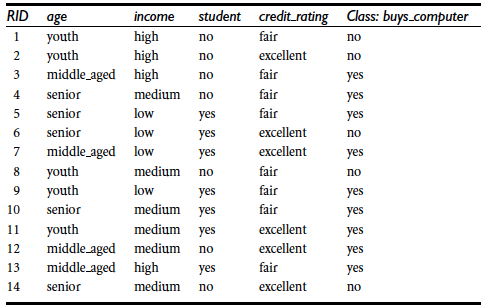 RID age income student credit_rating Class: buys_computer
1 youth high no fair no
2 youth high no excellent no
3 middle_aged high no fair yes
4 senior medium no fair yes
5 senior low yes fair yes
6 senior low yes excellent no
7 middle_aged low yes excellent yes
8 youth medium no fair no
9 youth low yes fair yes
10 senior medium yes fair yes
11 youth medium yes excellent yes
12 middle_aged medium no excellent yes
13 middle_aged high yes fair yes
14 senior medium no excellent no